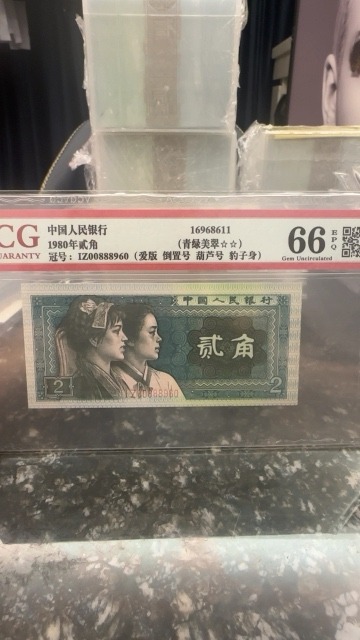 CG
UARANTY
中国人民银行
1980年贰角
冠号：IZ00888960（爱版 倒置号 葫芦号 豹子身）
16968611
（青绿美翠☆☆）
66 EPQ
Gem Uncirculated
中国人民银行
贰角
2
IZ00888960
2